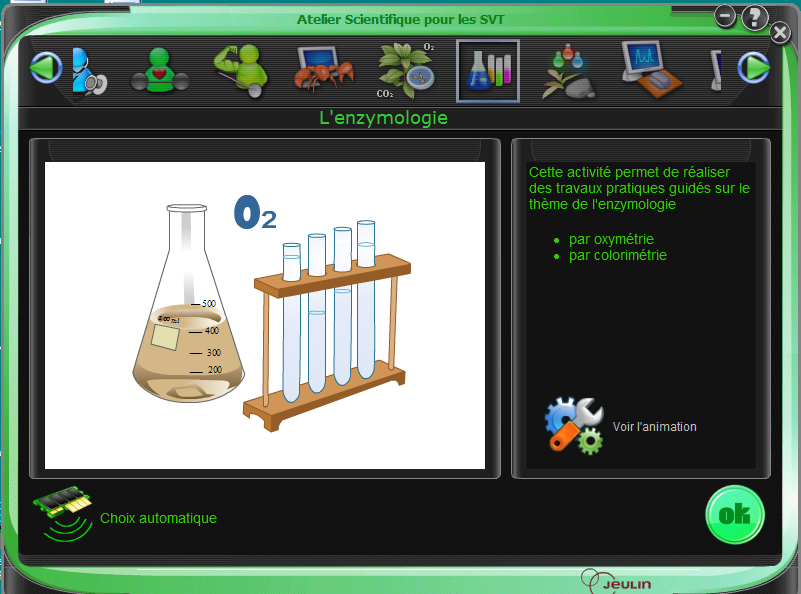 Atelier Scientifique pour les SVT
O₂
CO₂
L'enzymologie
O₂
500
400
300
200
Cette activité permet de réaliser
des travaux pratiques guidés sur le
thème de l'enzymologie
par oxymétrie
par colorimétrie
Voir l'animation
Choix automatique
ok
JEULIN